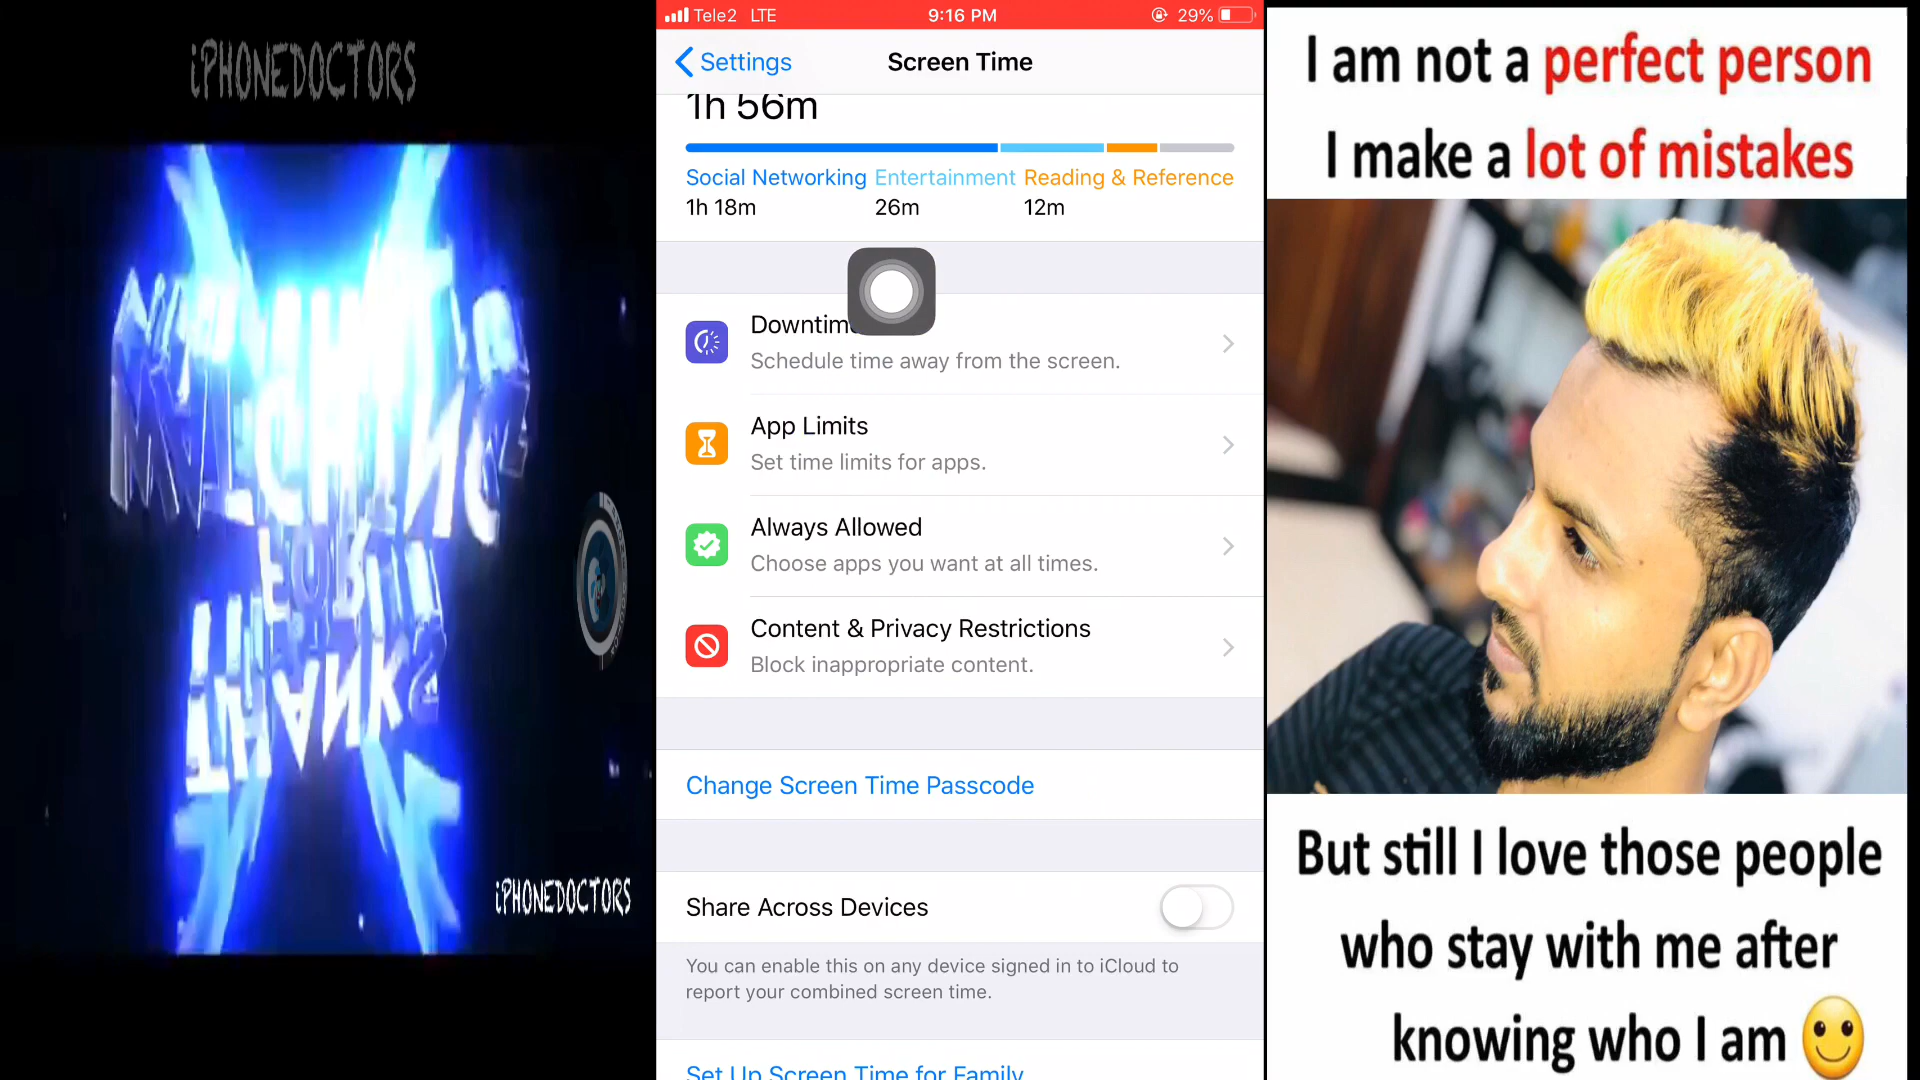 iPHONEDOCTORS
WATCHING
FOR
THANKS
iPHONEDOCTORS
Tele2 LTE 9:16 PM 29%
Settings Screen Time
1h 56m
Social Networking Entertainment Reading & Reference
1h 18m 26m 12m
Schedule time away from the screen.
App Limits
Set time limits for apps.
Always Allowed
Choose apps you want at all times.
Content & Privacy Restrictions
Block inappropriate content.
Change Screen Time Passcode
Share Across Devices
You can enable this on any device signed in to iCloud to
report your combined screen time.
Set Up Screen Time for Family
I am not a perfect person
I make a lot of mistakes
But still I love those people
who stay with me after
knowing who I am